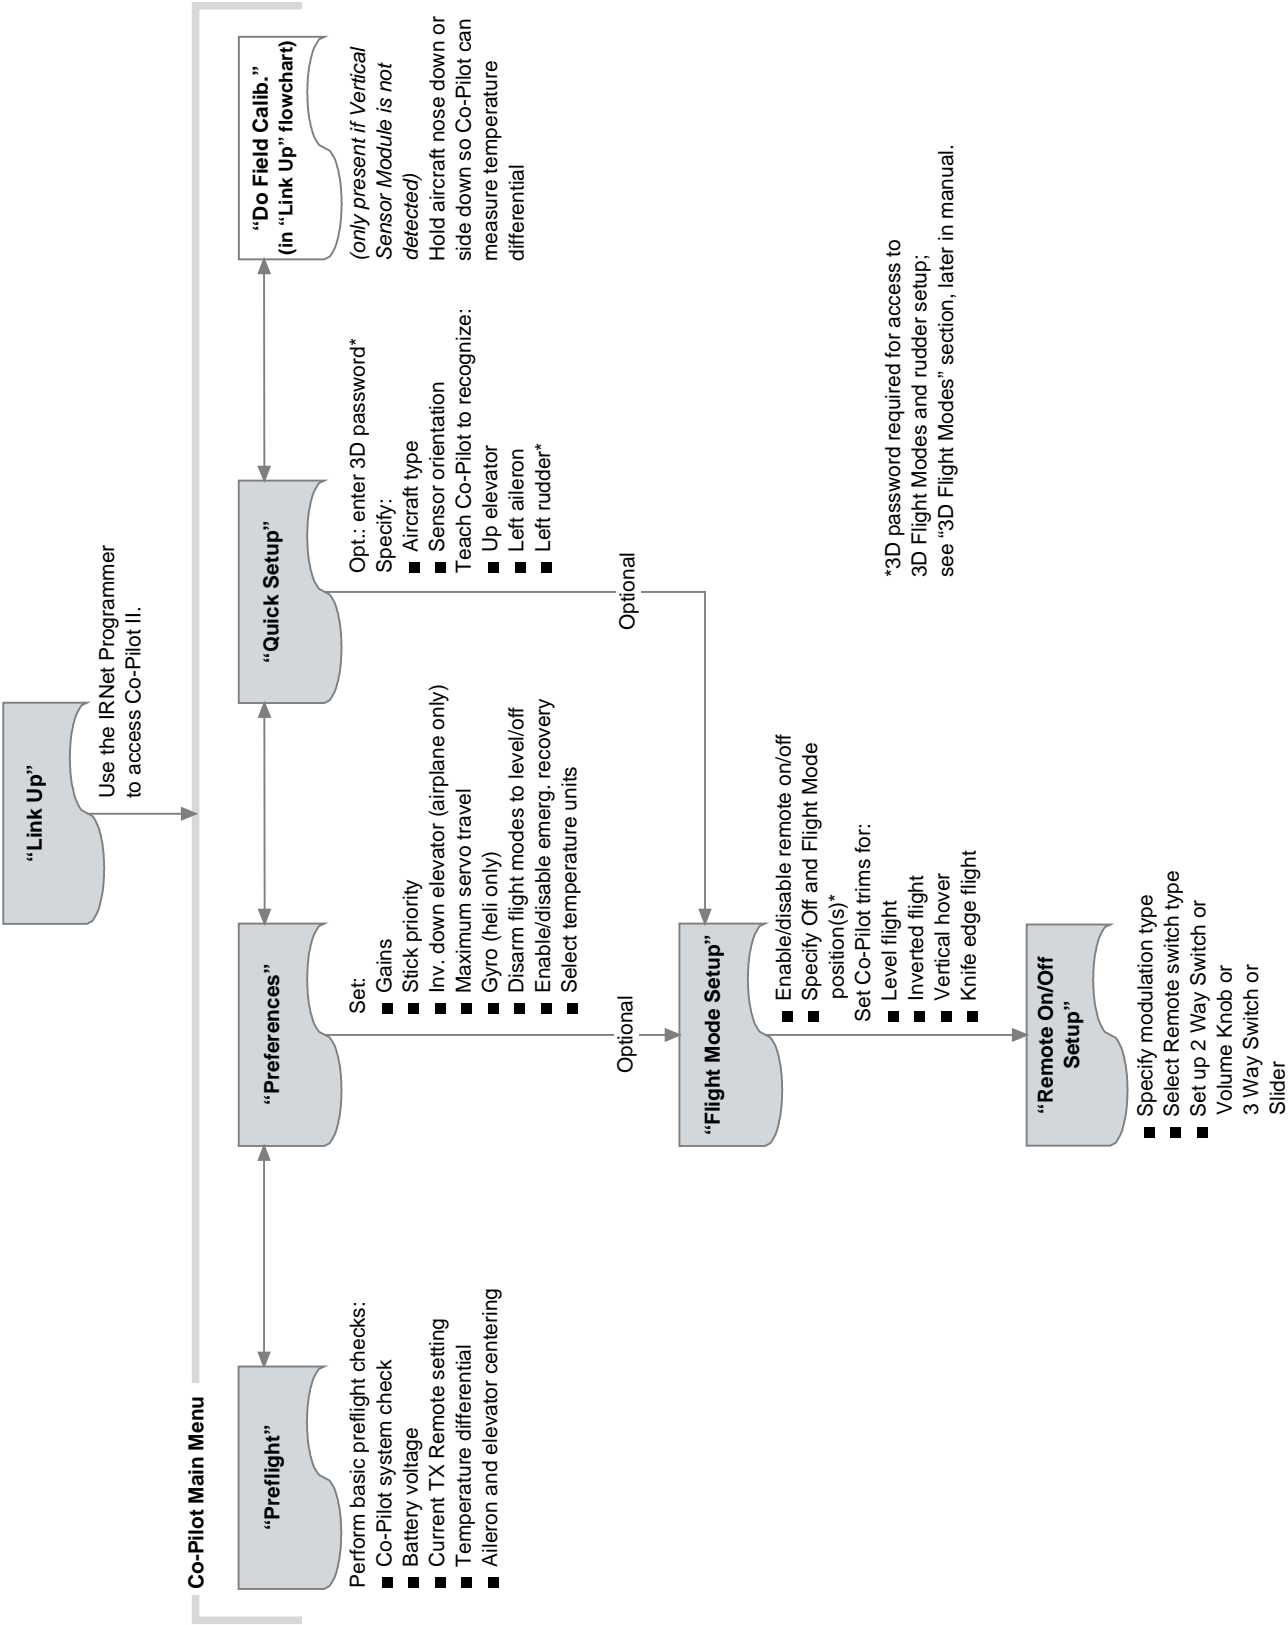 “Link Up”
Use the IRNet Programmer
to access Co-Pilot II.
Co-Pilot Main Menu
“Preflight”
Perform basic preflight checks:
■ Co-Pilot system check
■ Battery voltage
■ Current TX Remote setting
■ Temperature differential
■ Aileron and elevator centering
“Preferences”
Set:
■ Gains
■ Stick priority
■ Inv. down elevator (airplane only)
■ Maximum servo travel
■ Gyro (heli only)
■ Disarm flight modes to level/off
■ Enable/disable emerg. recovery
■ Select temperature units
Optional
“Quick Setup”
Opt.: enter 3D password*
Specify:
■ Aircraft type
■ Sensor orientation
Teach Co-Pilot to recognize:
■ Up elevator
■ Left aileron
■ Left rudder*
Optional
“Do Field Calib.”
(in “Link Up” flowchart)
(only present if Vertical
Sensor Module is not
detected)
Hold aircraft nose down or
side down so Co-Pilot can
measure temperature
differential
“Flight Mode Setup”
■ Enable/disable remote on/off
■ Specify Off and Flight Mode
position(s)*
Set Co-Pilot trims for:
■ Level flight
■ Inverted flight
■ Vertical hover
■ Knife edge flight
“Remote On/Off
Setup”
■ Specify modulation type
■ Select Remote switch type
■ Set up 2 Way Switch or
Volume Knob or
3 Way Switch or
Slider
*3D password required for access to
3D Flight Modes and rudder setup;
see “3D Flight Modes” section, later in manual.